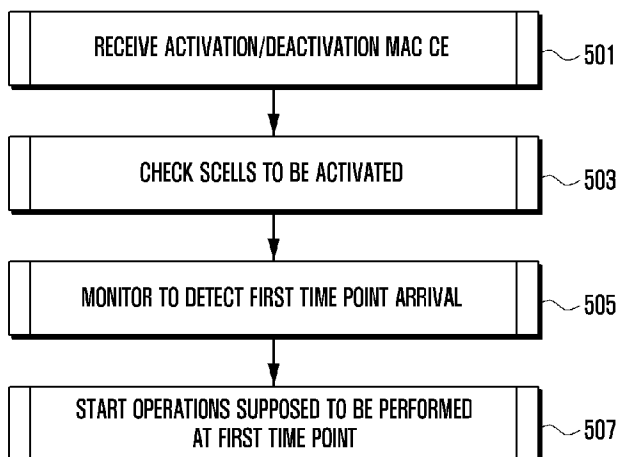 RECEIVE ACTIVATION/DEACTIVATION MAC CE
501
CHECK SCELLS TO BE ACTIVATED
503
MONITOR TO DETECT FIRST TIME POINT ARRIVAL
505
START OPERATIONS SUPPOSED TO BE PERFORMED
AT FIRST TIME POINT
507